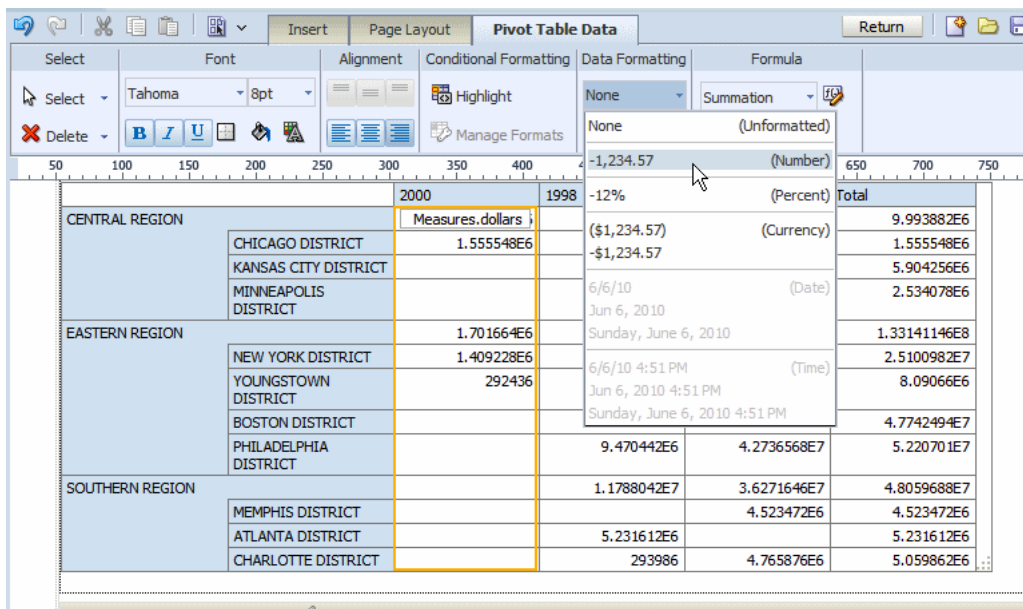 Insert Page Layout Pivot Table Data Return
Select Font Alignment Conditional Formatting Data Formatting Formula
Select Tahoma 8pt Highlight None Summation
Delete B I U Manage Formats
None (Unformatted)
-1,234.57 (Number)
-12% (Percent)
($1,234.57) (Currency)
-$1,234.57
6/6/10 (Date)
Jun 6, 2010
Sunday, June 6, 2010
6/6/10 4:51 PM (Time)
Jun 6, 2010 4:51 PM
Sunday, June 6, 2010 4:51 PM
50 100 150 200 250 300 350 400 650 700 750
2000 1998 Total
CENTRAL REGION Measures.dollars 9.993882E6
CHICAGO DISTRICT 1.555548E6 1.555548E6
KANSAS CITY DISTRICT 5.904256E6
MINNEAPOLIS 2.534078E6
DISTRICT
EASTERN REGION 1.701664E6 1.33141146E8
NEW YORK DISTRICT 1.409228E6 2.5100982E7
YOUNGSTOWN 292436 8.09066E6
DISTRICT
BOSTON DISTRICT 4.7742494E7
PHILADELPHIA 9.470442E6 4.2736568E7 5.220701E7
DISTRICT
SOUTHERN REGION 1.1788042E7 3.6271646E7 4.8059688E7
MEMPHIS DISTRICT 4.523472E6 4.523472E6
ATLANTA DISTRICT 5.231612E6 5.231612E6
CHARLOTTE DISTRICT 293986 4.765876E6 5.059862E6